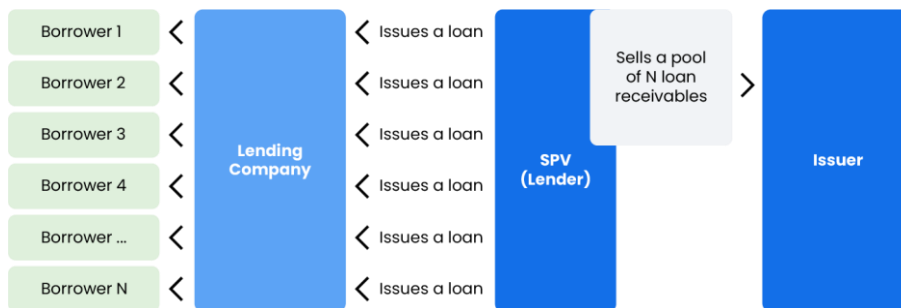 Borrower 1
Issues a loan
Borrower 2
Issues a loan
Borrower 3
Issues a loan
Borrower 4
Issues a loan
Borrower ...
Issues a loan
Borrower N
Issues a loan
Lending
Company
SPV
(Lender)
Sells a pool
of N loan
receivables
Issuer